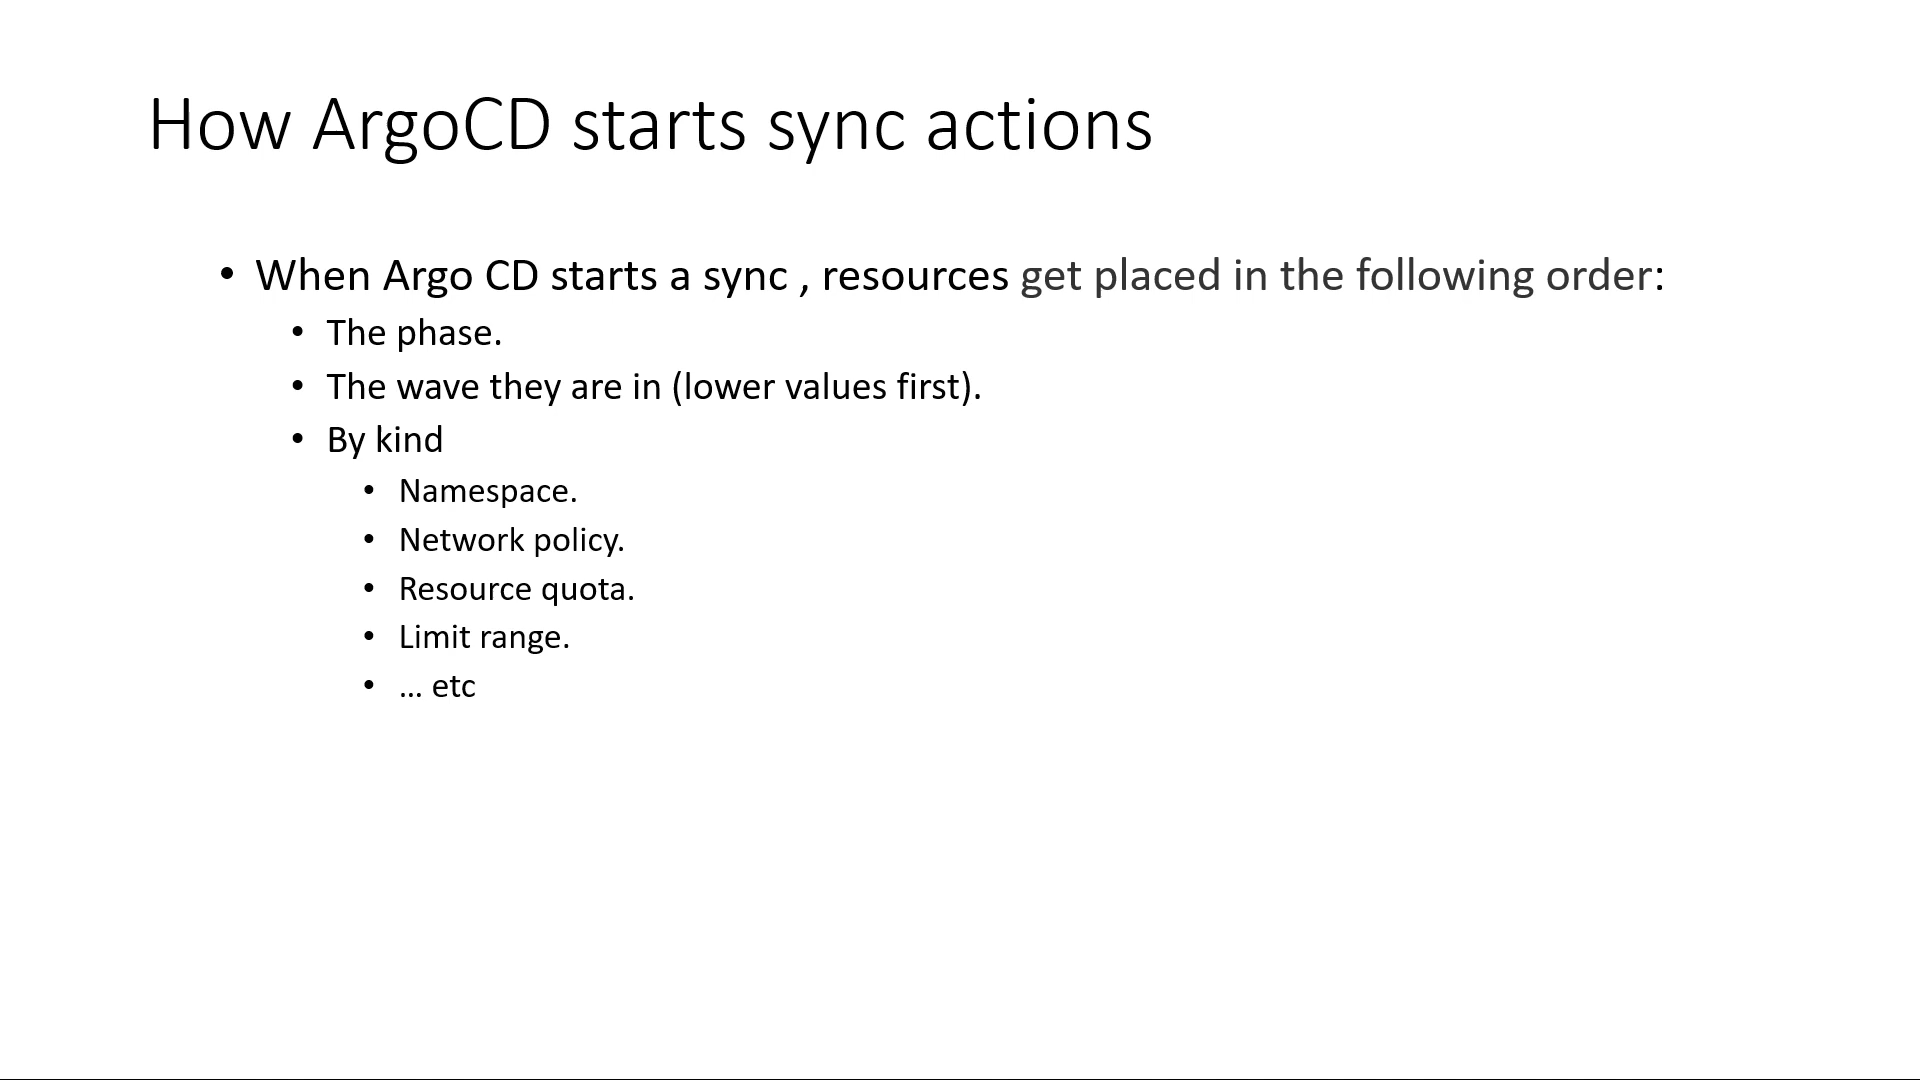 How ArgoCD starts sync actions
• When Argo CD starts a sync , resources get placed in the following order:
• The phase.
• The wave they are in (lower values first).
• By kind
• Namespace.
• Network policy.
• Resource quota.
• Limit range.
• ... etc